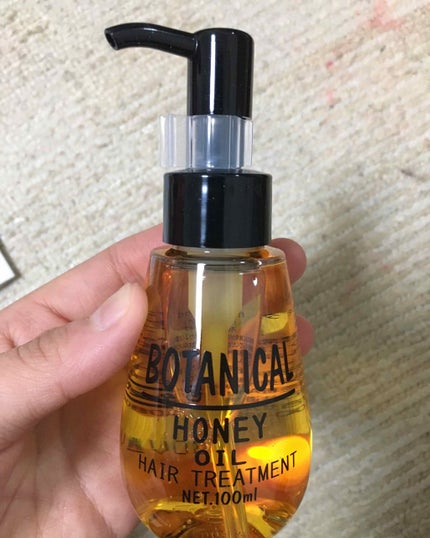 BOTANICAL
HONEY
OIL
HAIR TREATMENT
NET.100ml